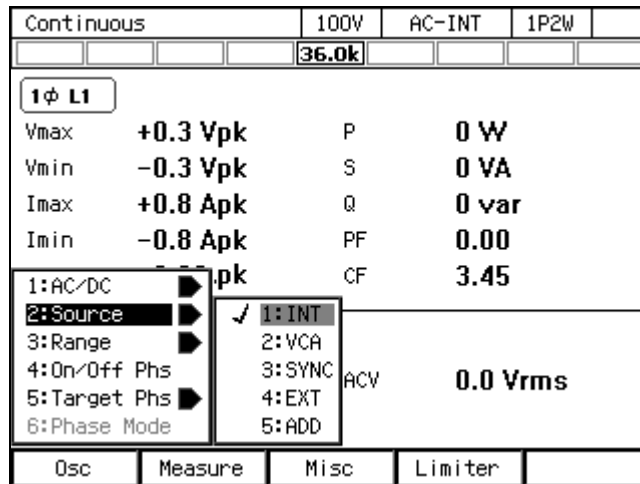 Continuous 100V AC-INT 1P2W
36.0k
1ϕ L1
Vmax +0.3 Vpk P 0 W
Vmin -0.3 Vpk S 0 VA
Imax +0.8 Apk Q 0 var
Imin -0.8 Apk PF 0.00
CF 3.45
1:AC/DC
2:Source
3:Range
4:On/Off Phs
5:Target Phs
6:Phase Mode
1:INT
2:VCA
3:SYNC
4:EXT
5:ADD
ACV 0.0 Vrms
Osc Measure Misc Limiter